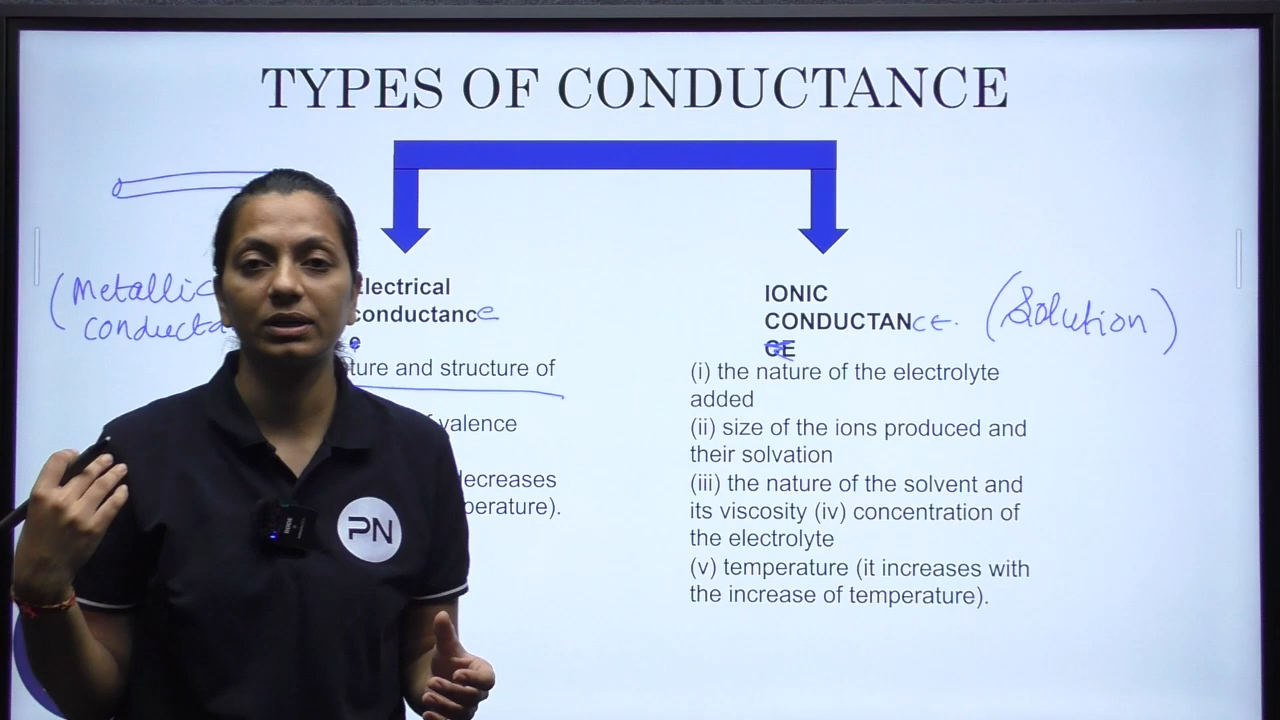 TYPES OF CONDUCTANCE
(Metallic
Electrical
conductance
e
ture and structure of
valence
decreases
perature).
IONIC
CONDUCTANCE.
CE
(Solution)
(i) the nature of the electrolyte
added
(ii) size of the ions produced and
their solvation
(iii) the nature of the solvent and
its viscosity (iv) concentration of
the electrolyte
(v) temperature (it increases with
the increase of temperature).
PN